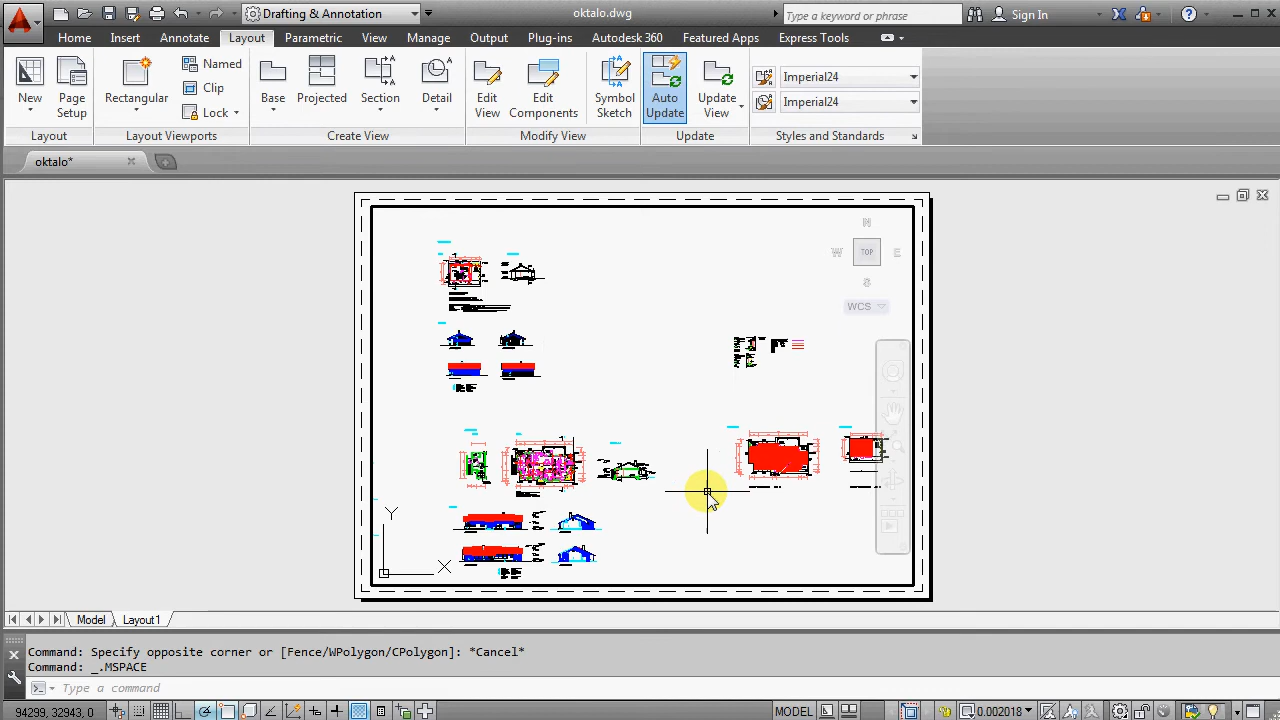 Drafting & Annotation
oktalo.dwg
Type a keyword or phrase
Sign In
Home Insert Annotate Layout Parametric View Manage Output Plug-ins Autodesk 360 Featured Apps Express Tools
New
Page Setup
Layout
Rectangular
Named
Clip
Lock
Layout Viewports
Base
Projected
Section
Detail
Create View
Edit View
Edit Components
Symbol Sketch
Modify View
Auto Update
Update View
Update
Imperial24
Imperial24
Styles and Standards
oktalo*
N
W TOP E
S
WCS
Y
X
Model Layout1
Command: Specify opposite corner or [Fence/WPolygon/CPolygon]: *Cancel*
Command: _.MSPACE
Type a command
94299, 32943, 0
MODEL
0.002018